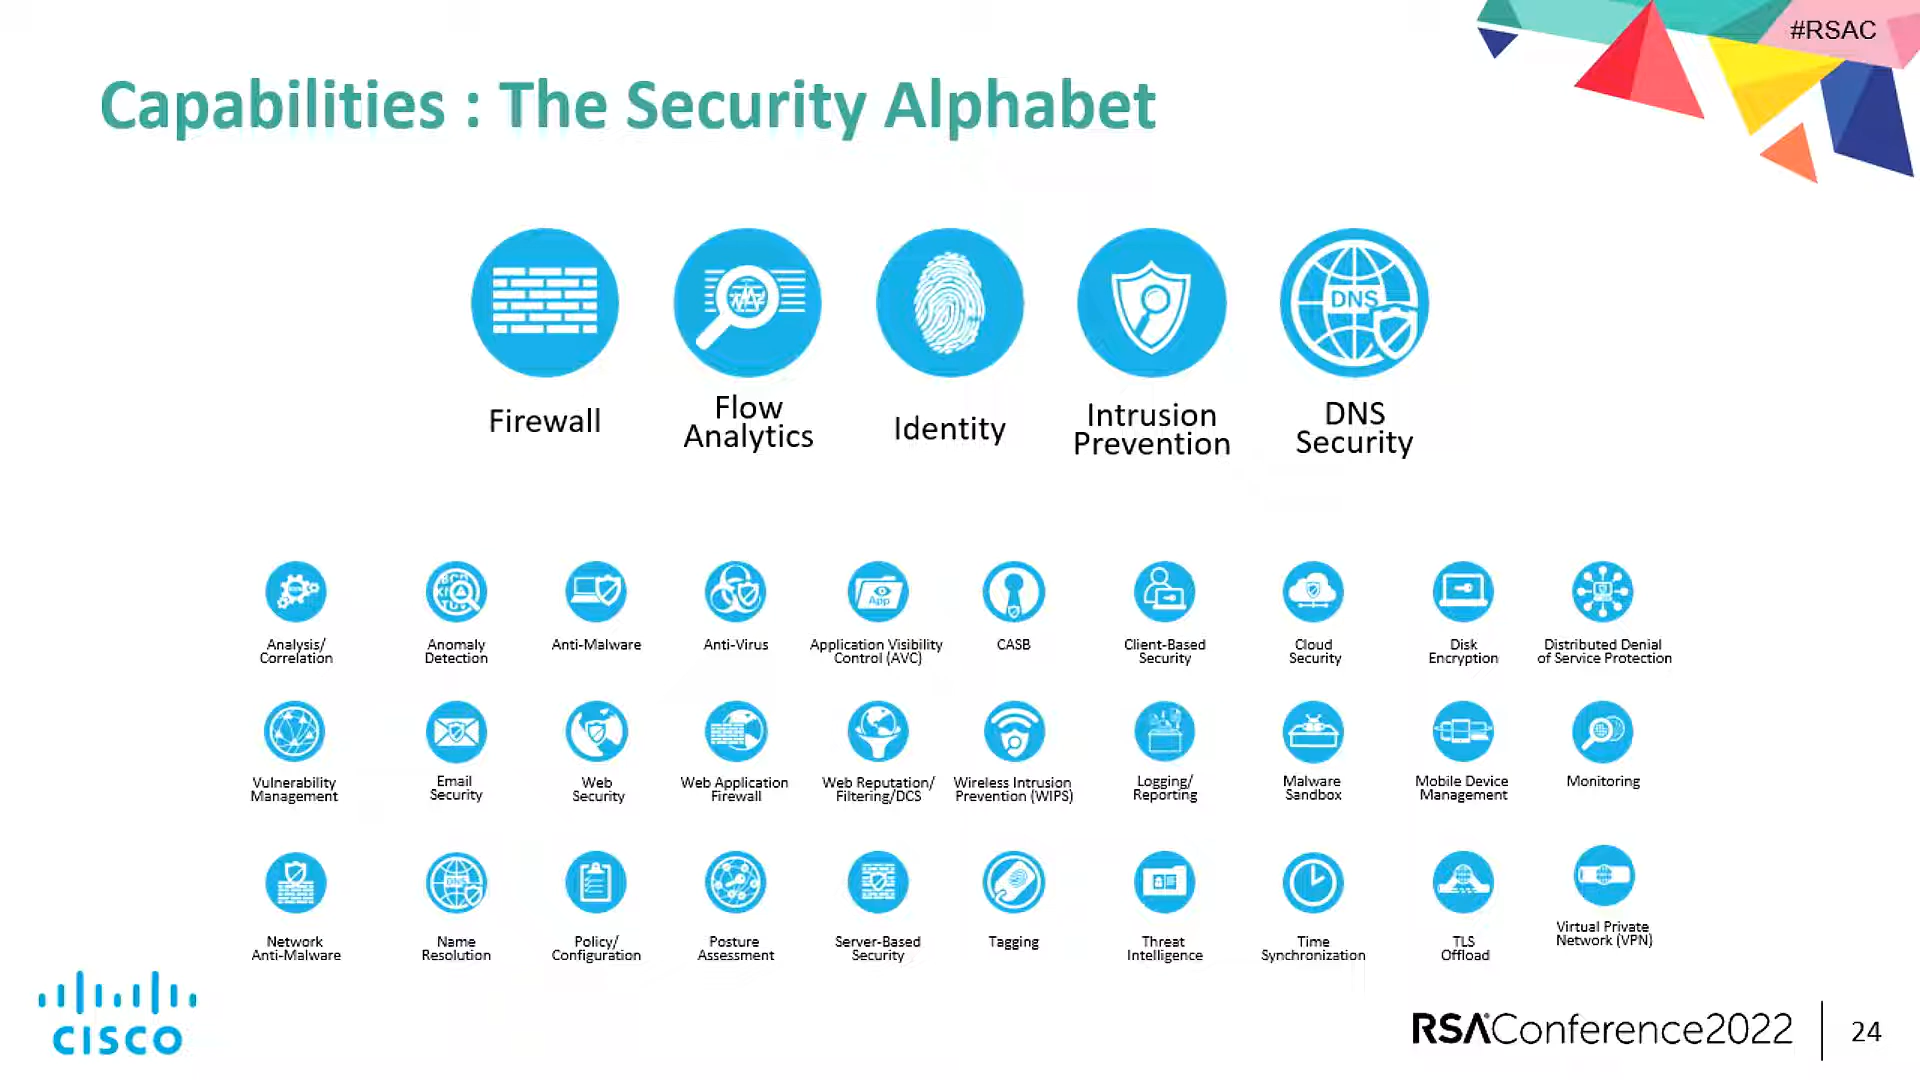 #RSAC
Capabilities : The Security Alphabet
DNS
Firewall
Flow
Analytics
Identity
Intrusion
Prevention
DNS
Security
App
Analysis/
Correlation
Anomaly
Detection
Anti-Malware
Anti-Virus
Application Visibility
Control (AVC)
CASB
Client-Based
Security
Cloud
Security
Disk
Encryption
Distributed Denial
of Service Protection
Vulnerability
Management
Email
Security
Web
Security
Web Application
Firewall
Web Reputation/
Filtering/DCS
Wireless Intrusion
Prevention (WIPS)
Logging/
Reporting
Malware
Sandbox
Mobile Device
Management
Monitoring
DNS
Network
Anti-Malware
Name
Resolution
Policy/
Configuration
Posture
Assessment
Server-Based
Security
Tagging
Threat
Intelligence
Time
Synchronization
TLS
Offload
Virtual Private
Network (VPN)
CISCO
RSAConference2022
24